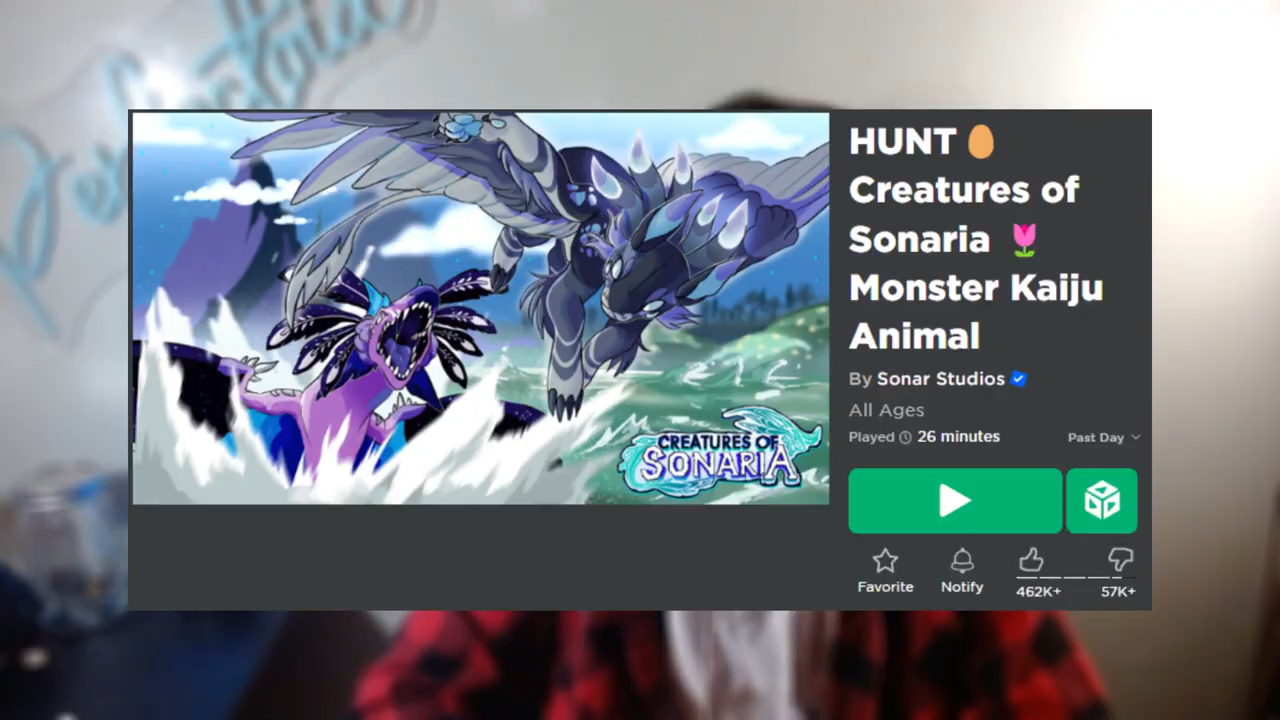 HUNT 🥚
Creatures of
Sonaria 🌷
Monster Kaiju
Animal
By Sonar Studios
All Ages
Played 26 minutes
Past Day
Favorite
Notify
462K+
57K+
CREATURES OF
SONARIA